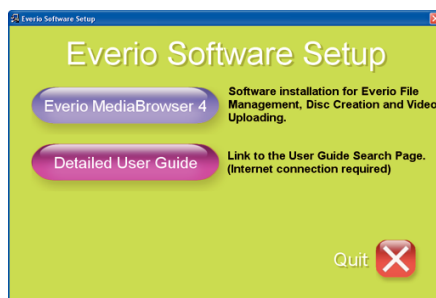 Everio Software Setup
Everio Software Setup
Everio MediaBrowser 4
Software installation for Everio File
Management, Disc Creation and Video
Uploading.
Detailed User Guide
Link to the User Guide Search Page.
(Internet connection required)
Quit